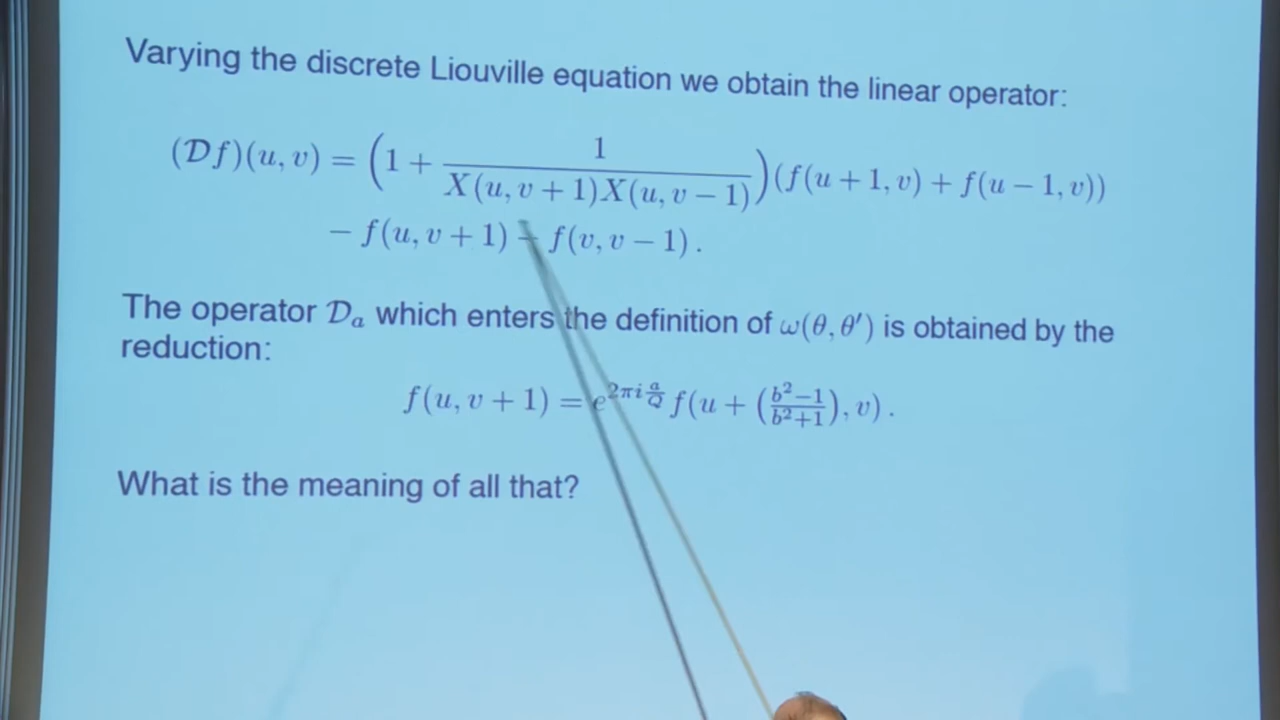 Varying the discrete Liouville equation we obtain the linear operator:
(𝒟f)(u, v) = (1 + 1/(X(u, v + 1)X(u, v − 1)))(f(u + 1, v) + f(u − 1, v))
− f(u, v + 1) − f(v, v − 1) .
The operator 𝒟ₐ which enters the definition of ω(θ, θ′) is obtained by the
reduction:
f(u, v + 1) = e^{2πi a/Q} f(u + ((b²−1)/(b²+1)), v) .
What is the meaning of all that?